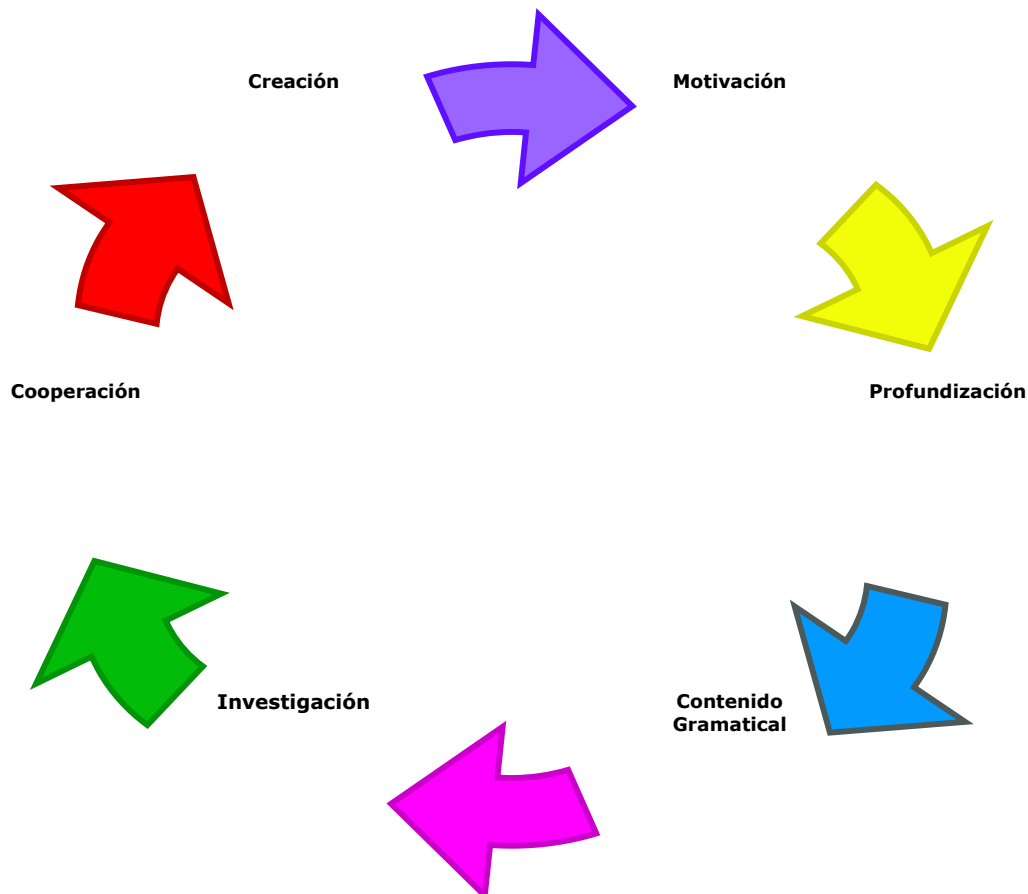 Creación
Motivación
Cooperación
Profundización
Investigación
Contenido
Gramatical